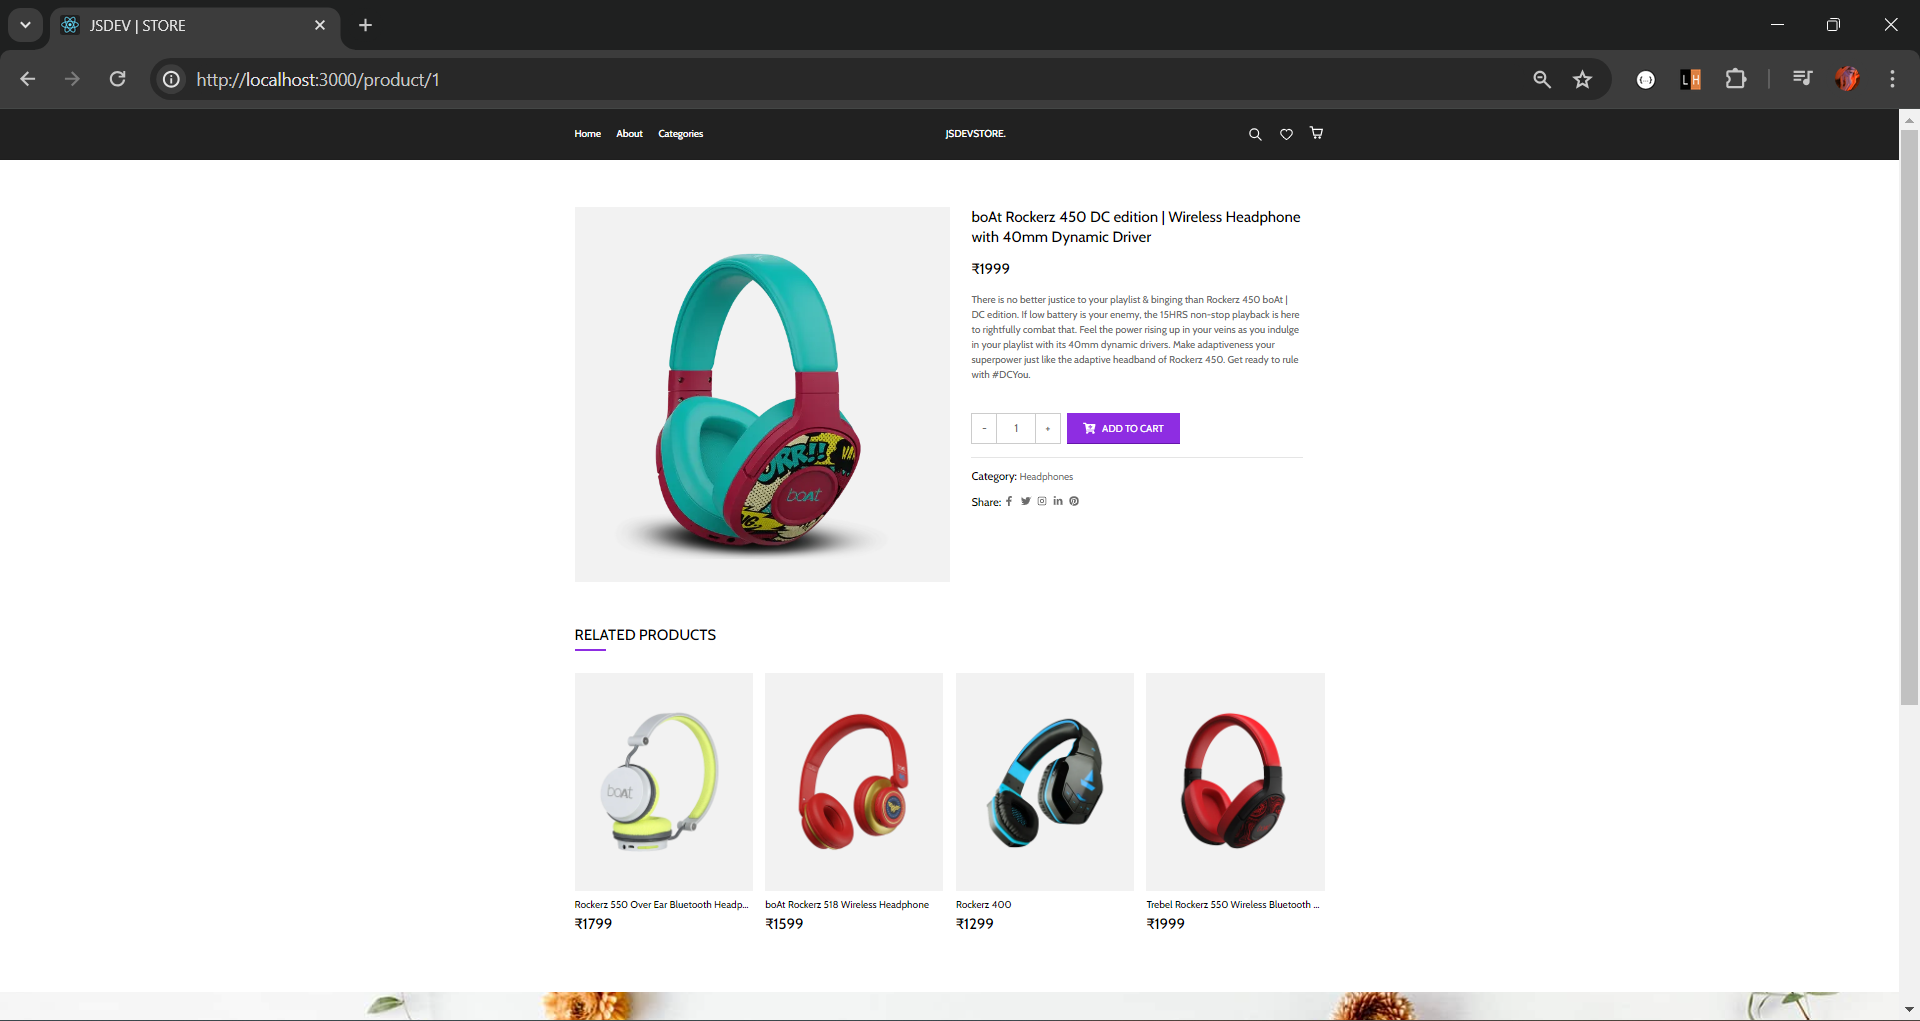 JSDEV | STORE
http://localhost:3000/product/1
LH
Home About Categories JSDEVSTORE.
boAt Rockerz 450 DC edition | Wireless Headphone
with 40mm Dynamic Driver
₹1999
There is no better justice to your playlist & binging than Rockerz 450 boAt |
DC edition. If low battery is your enemy, the 15HRS non-stop playback is here
to rightfully combat that. Feel the power rising up in your veins as you indulge
in your playlist with its 40mm dynamic drivers. Make adaptiveness your
superpower just like the adaptive headband of Rockerz 450. Get ready to rule
with #DCYou.
- 1 + ADD TO CART
Category: Headphones
Share:
boAt
RELATED PRODUCTS
boAt
Rockerz 550 Over Ear Bluetooth Headp...
₹1799
boAt Rockerz 518 Wireless Headphone
₹1599
Rockerz 400
₹1299
Trebel Rockerz 550 Wireless Bluetooth ...
₹1999